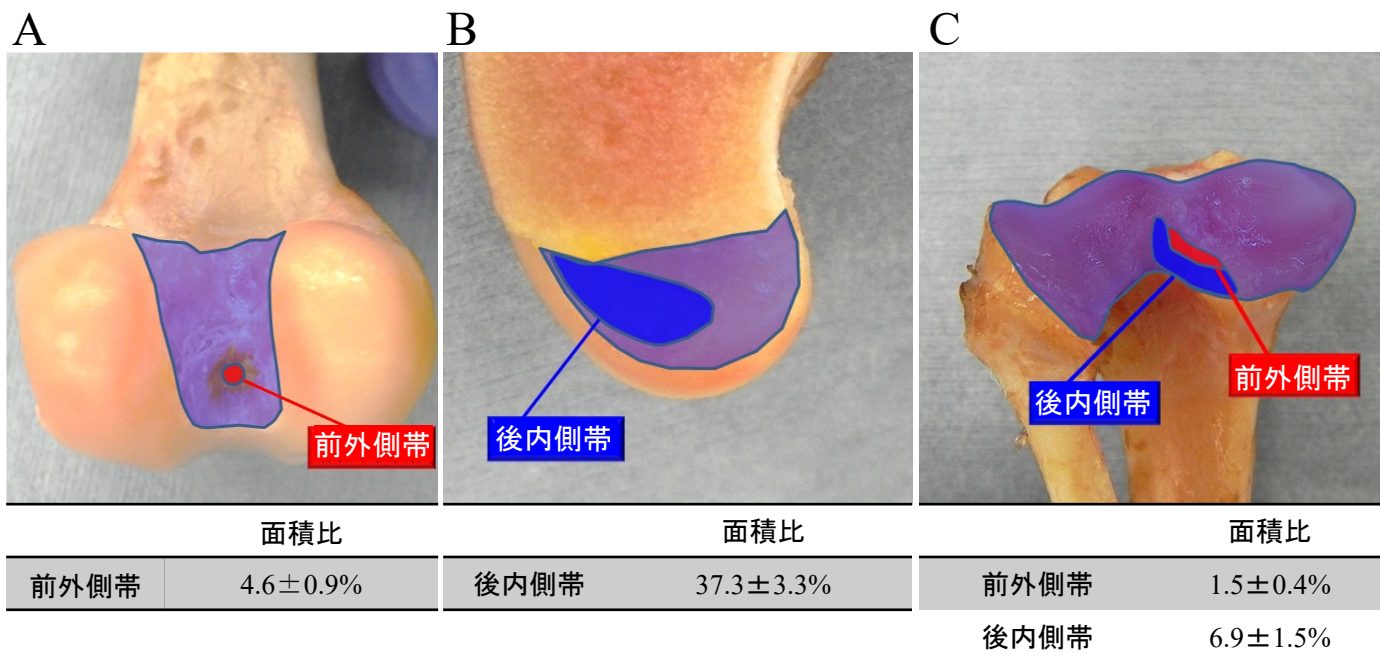 A
B
C
前外側帯
後内側帯
後内側帯
前外側帯
面積比
前外側帯 4.6±0.9%
面積比
後内側帯 37.3±3.3%
面積比
前外側帯 1.5±0.4%
後内側帯 6.9±1.5%